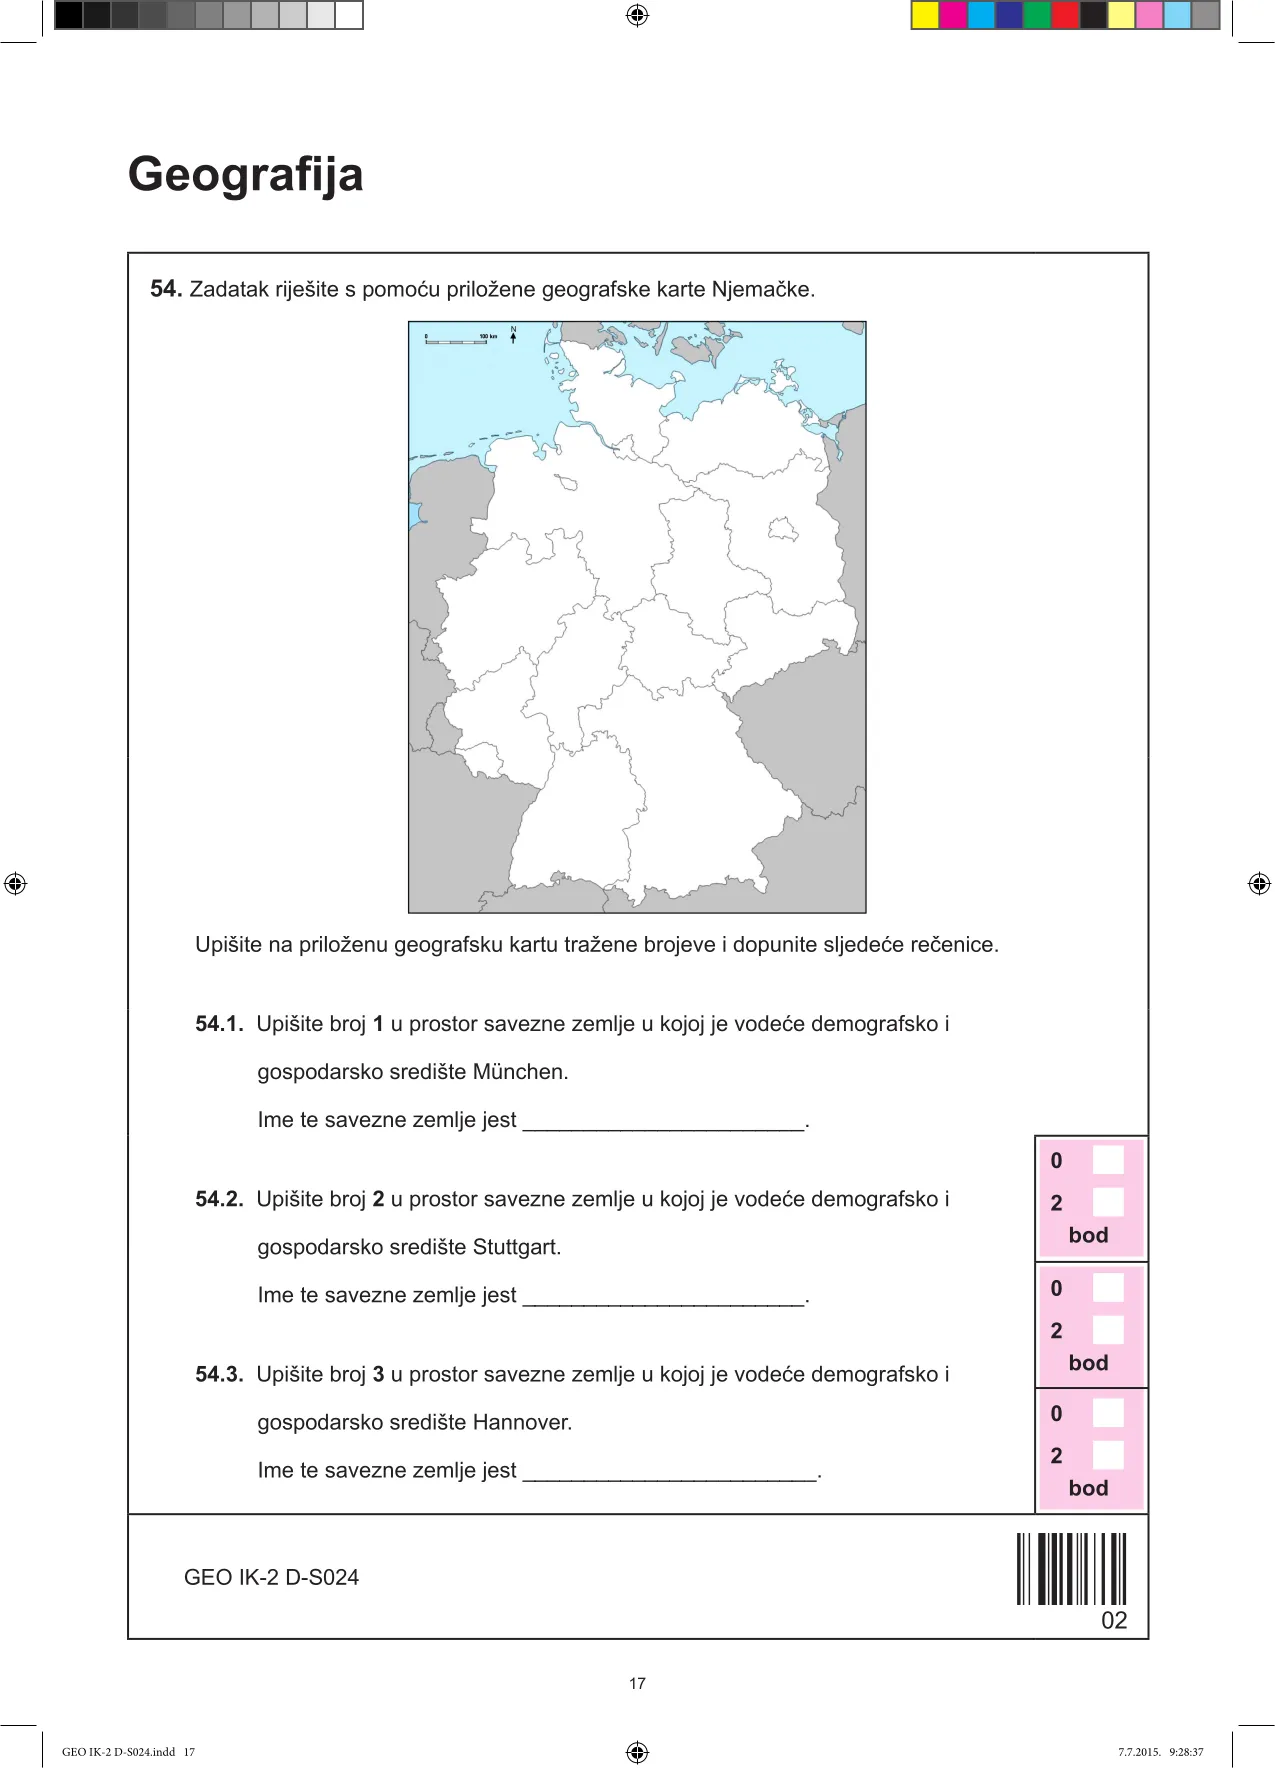 Geografija
54. Zadatak riješite s pomoću priložene geografske karte Njemačke.
0 100 km N
Upišite na priloženu geografsku kartu tražene brojeve i dopunite sljedeće rečenice.
54.1. Upišite broj 1 u prostor savezne zemlje u kojoj je vodeće demografsko i
gospodarsko središte München.
Ime te savezne zemlje jest _______________________.
54.2. Upišite broj 2 u prostor savezne zemlje u kojoj je vodeće demografsko i
gospodarsko središte Stuttgart.
Ime te savezne zemlje jest _______________________.
54.3. Upišite broj 3 u prostor savezne zemlje u kojoj je vodeće demografsko i
gospodarsko središte Hannover.
Ime te savezne zemlje jest ________________________.
0
2
bod
0
2
bod
0
2
bod
GEO IK-2 D-S024
02
17
GEO IK-2 D-S024.indd 17
7.7.2015. 9:28:37